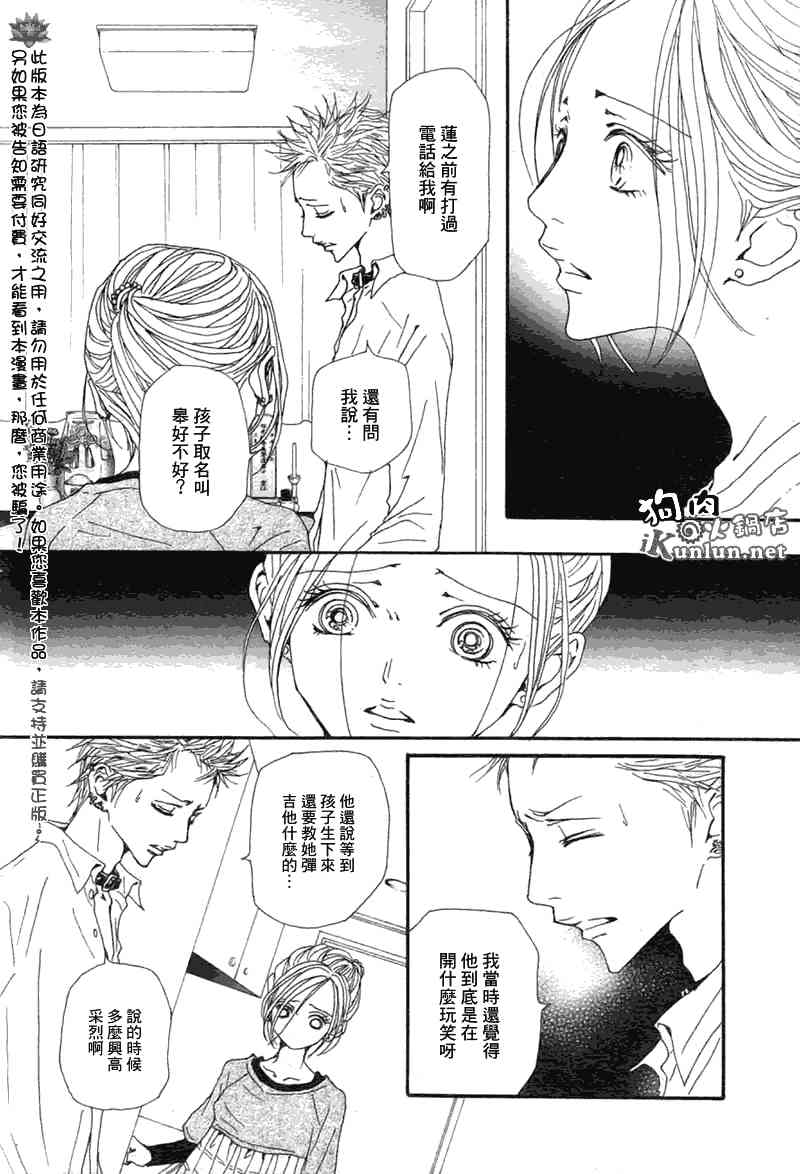 蓮之前有打過
電話給我啊
還有問
我說…
孩子取名叫
皋好不好？
我當時還覺得
他到底是在
開什麼玩笑呀
他還說等到
孩子生下來
還要教她彈
吉他什麼的…
說的時候
多麼興高
采烈啊
此版本為日語研究同好交流之用，請勿用於任何商業用途。如果您喜歡本作品，請支持並購買正版。
另如果您被告知需要付費，才能看到本漫畫，那麼，您被騙了！
狗肉火鍋店
iKunlun.net